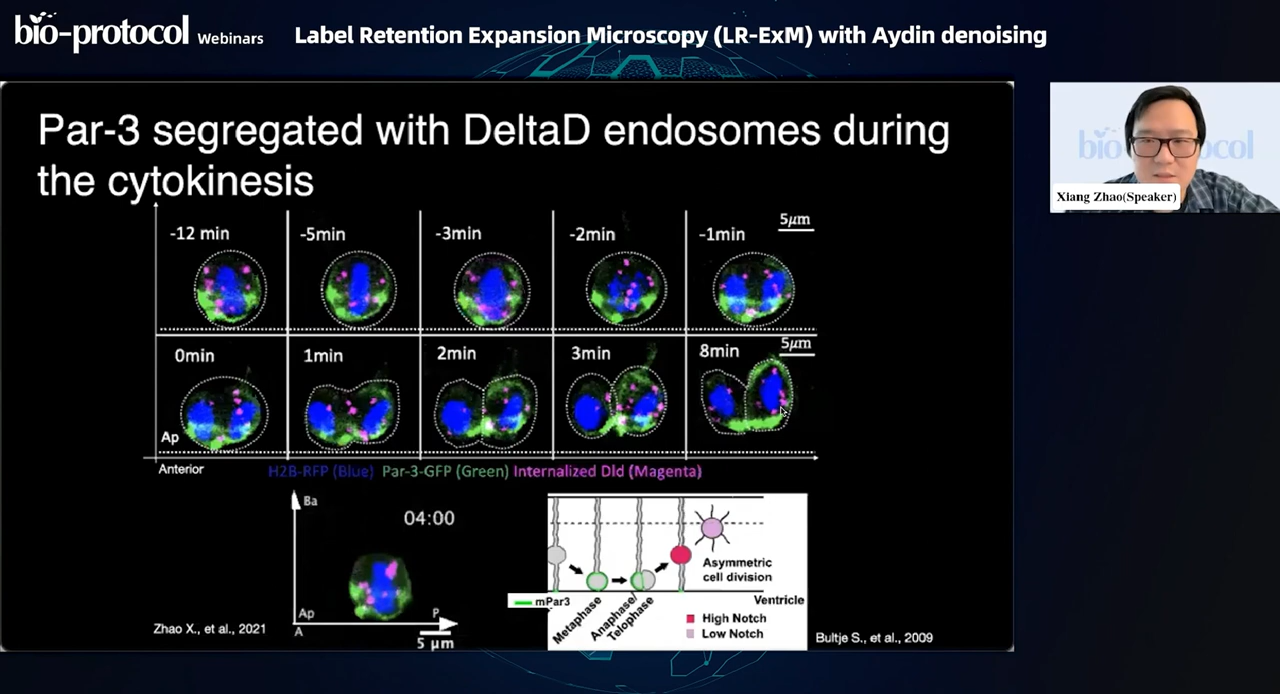 bio-protocol Webinars
Label Retention Expansion Microscopy (LR-ExM) with Aydin denoising
Par-3 segregated with DeltaD endosomes during
the cytokinesis
-12 min
-5min
-3min
-2min
-1min
5μm
0min
1min
2min
3min
8min
5μm
Ap
Anterior
H2B-RFP (Blue) Par-3-GFP (Green) Internalized Dld (Magenta)
Ba
04:00
Ap
P
A
5 μm
Zhao X., et al., 2021
mPar3
Metaphase
Anaphase/
Telophase
Asymmetric
cell division
Ventricle
High Notch
Low Notch
Bultje S., et al., 2009
bio-protocol
Xiang Zhao(Speaker)